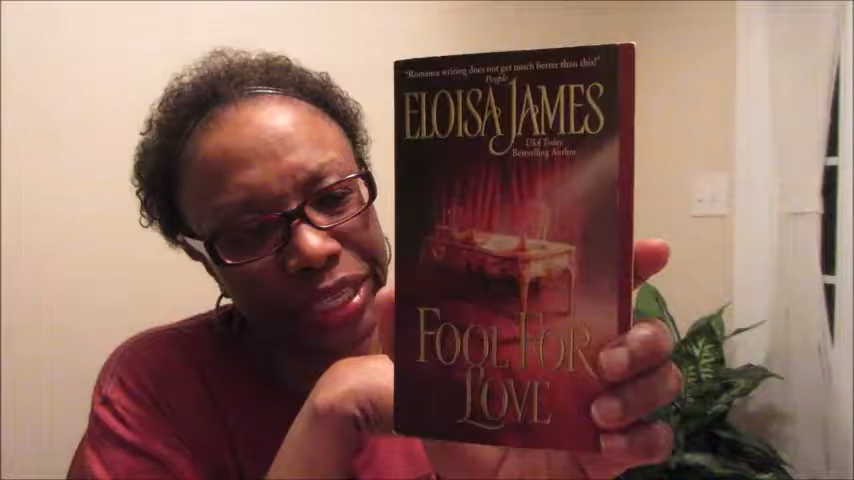 "Romance writing does not get much better than this!"
People
ELOISA JAMES
USA Today
Bestselling Author
FOOL FOR
LOVE